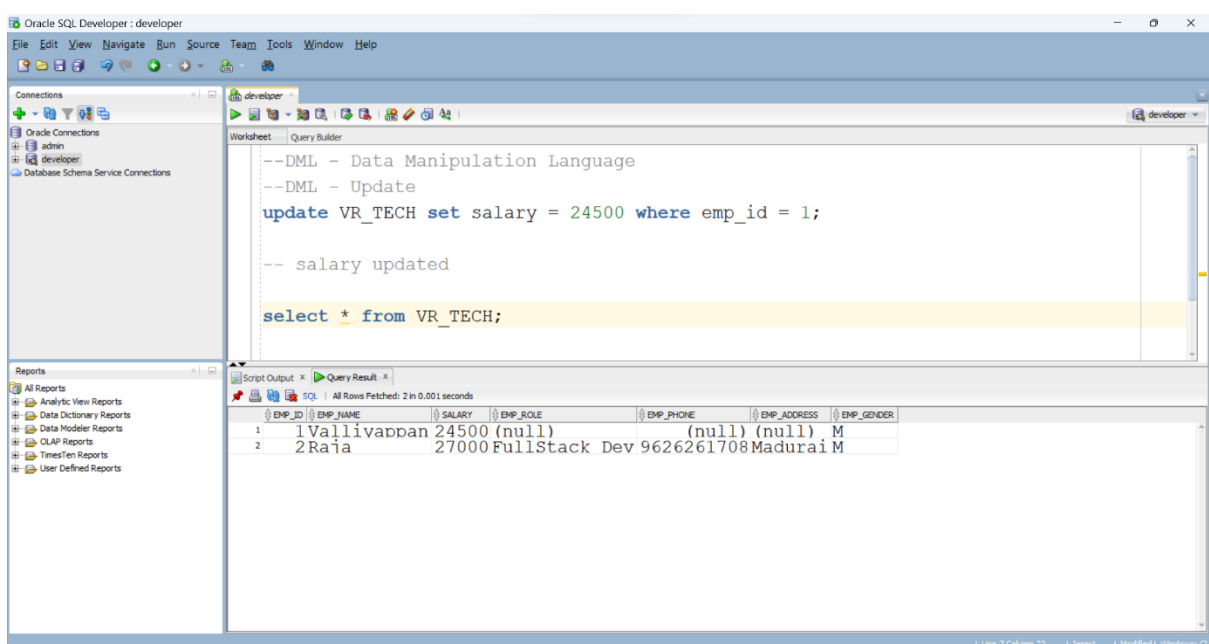 Oracle SQL Developer : developer
File Edit View Navigate Run Source Team Tools Window Help
Connections
Oracle Connections
admin
developer
Database Schema Service Connections
Reports
All Reports
Analytic View Reports
Data Dictionary Reports
Data Modeler Reports
OLAP Reports
TimesTen Reports
User Defined Reports
developer
developer
Worksheet Query Builder
--DML - Data Manipulation Language
--DML - Update
update VR_TECH set salary = 24500 where emp_id = 1;
-- salary updated
select * from VR_TECH;
Script Output Query Result
SQL | All Rows Fetched: 2 in 0.001 seconds
EMP_ID EMP_NAME SALARY EMP_ROLE EMP_PHONE EMP_ADDRESS EMP_GENDER
1 1 Valliyappan 24500 (null) (null) (null) M
2 2 Raja 27000 FullStack Dev 9626261708 Madurai M